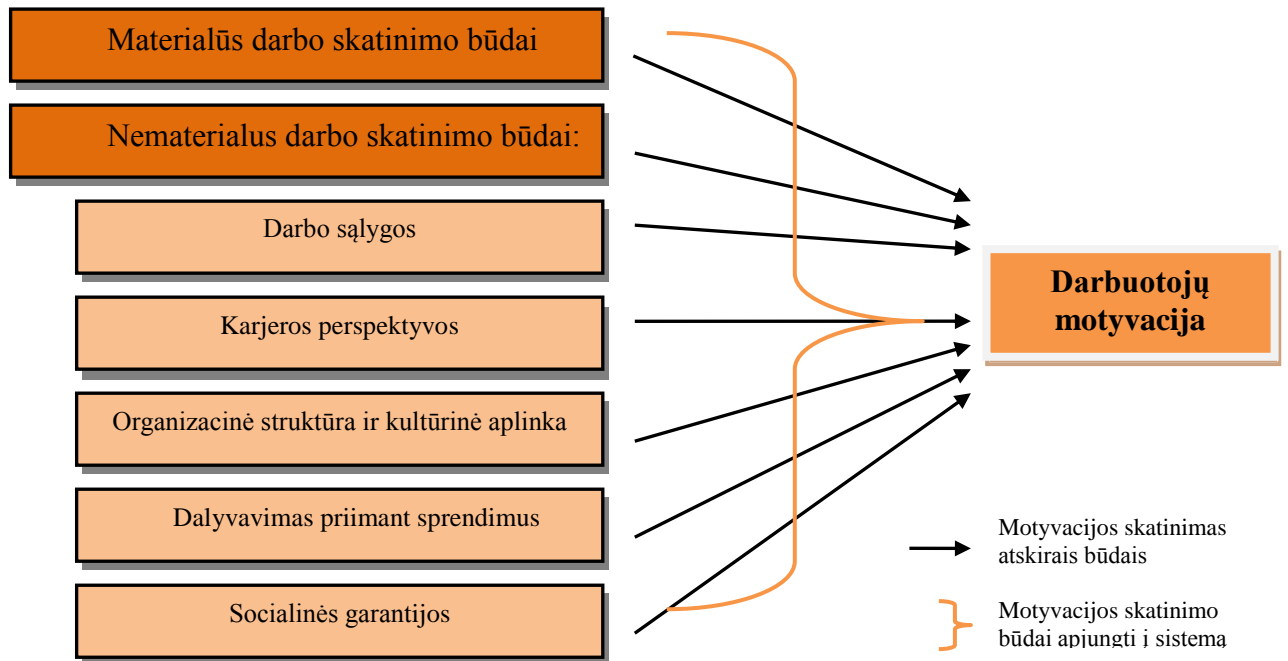 Materialūs darbo skatinimo būdai
Nematerialus darbo skatinimo būdai:
Darbo sąlygos
Karjeros perspektyvos
Organizacinė struktūra ir kultūrinė aplinka
Dalyvavimas priimant sprendimus
Socialinės garantijos
Darbuotojų
motyvacija
Motyvacijos skatinimas
atskirais būdais
Motyvacijos skatinimo
būdai apjungti į sistemą